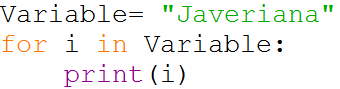 Variable= "Javeriana"
for i in Variable:
    print(i)